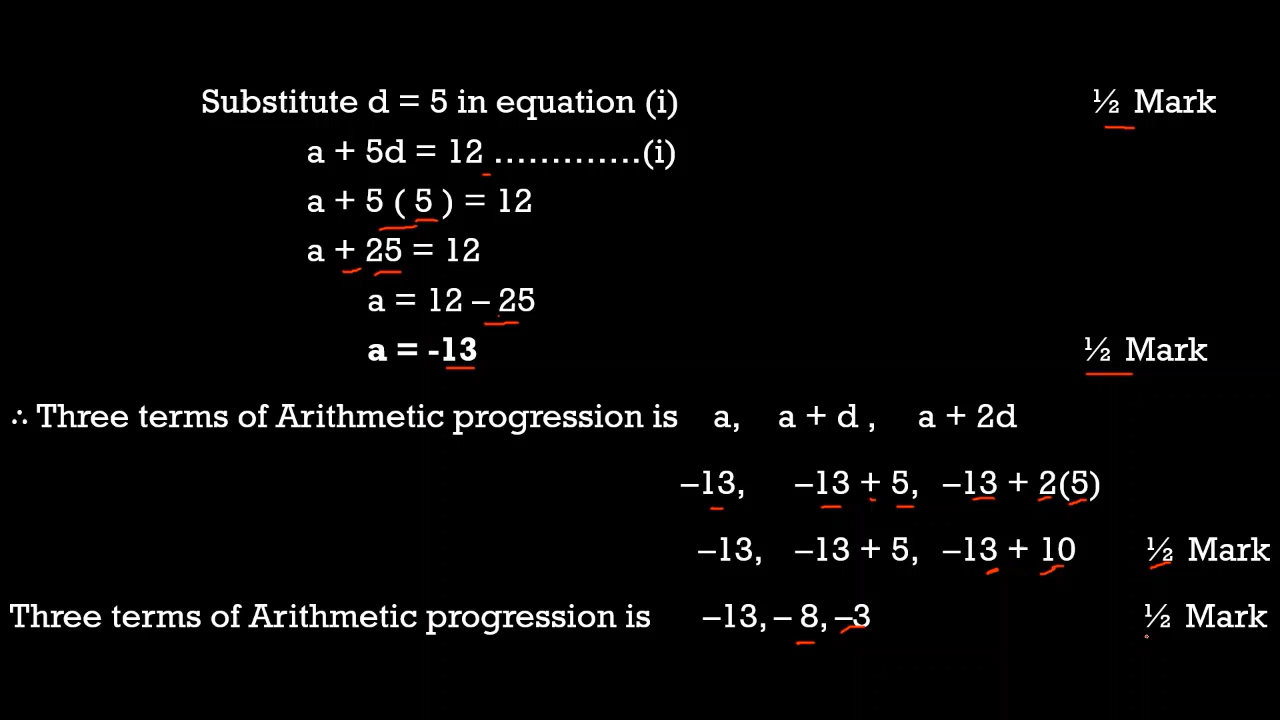 Substitute d = 5 in equation (i) ½ Mark
a + 5d = 12 .............(i)
a + 5 ( 5 ) = 12
a + 25 = 12
a = 12 – 25
a = -13 ½ Mark
∴ Three terms of Arithmetic progression is a, a + d , a + 2d
–13, –13 + 5, –13 + 2(5)
–13, –13 + 5, –13 + 10 ½ Mark
Three terms of Arithmetic progression is –13, – 8, –3 ½ Mark